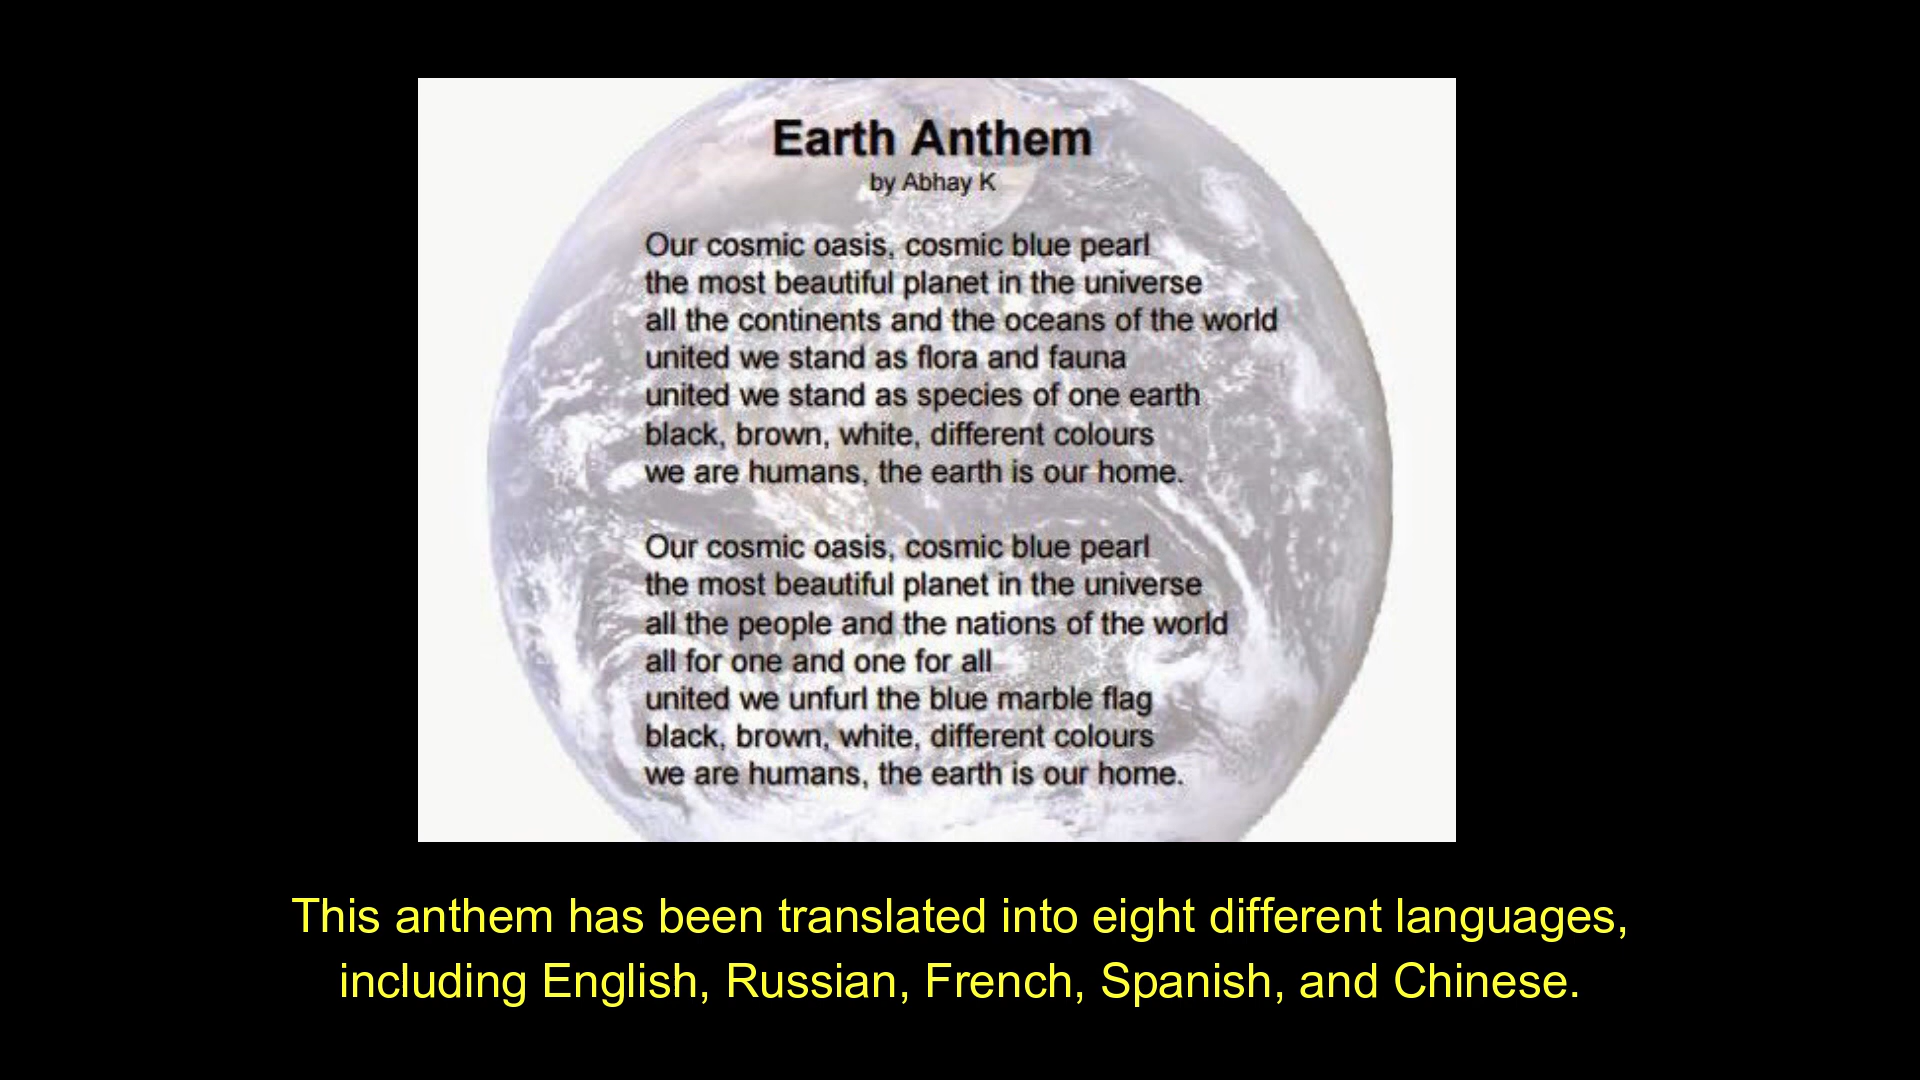 Earth Anthem
by Abhay K
Our cosmic oasis, cosmic blue pearl
the most beautiful planet in the universe
all the continents and the oceans of the world
united we stand as flora and fauna
united we stand as species of one earth
black, brown, white, different colours
we are humans, the earth is our home.
Our cosmic oasis, cosmic blue pearl
the most beautiful planet in the universe
all the people and the nations of the world
all for one and one for all
united we unfurl the blue marble flag
black, brown, white, different colours
we are humans, the earth is our home.
This anthem has been translated into eight different languages,
including English, Russian, French, Spanish, and Chinese.